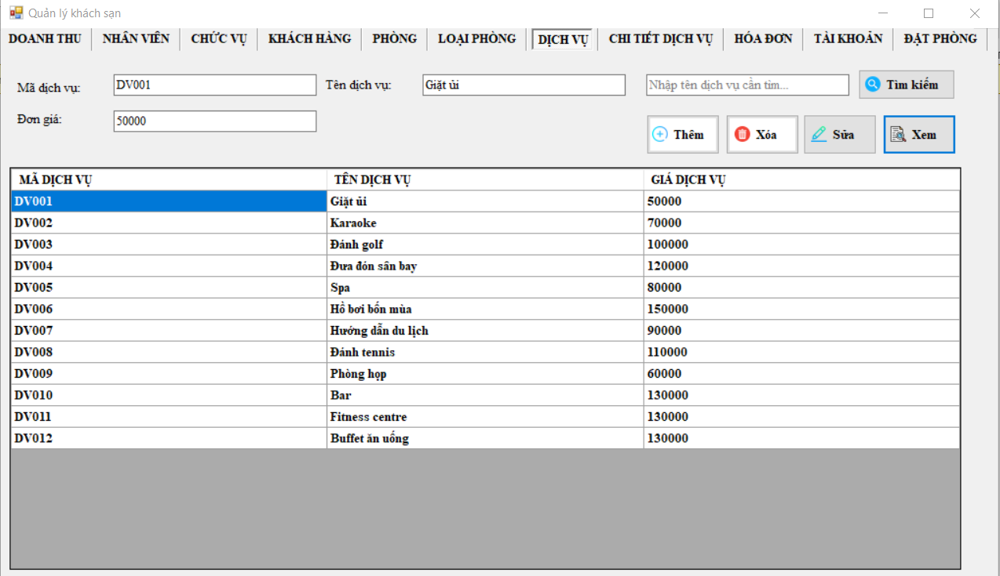 Quản lý khách sạn
DOANH THU NHÂN VIÊN CHỨC VỤ KHÁCH HÀNG PHÒNG LOẠI PHÒNG DỊCH VỤ CHI TIẾT DỊCH VỤ HÓA ĐƠN TÀI KHOẢN ĐẶT PHÒNG
Mã dịch vụ: DV001 Tên dịch vụ: Giặt ủi Nhập tên dịch vụ cần tìm... Tìm kiếm
Đơn giá: 50000
Thêm Xóa Sửa Xem
MÃ DỊCH VỤ TÊN DỊCH VỤ GIÁ DỊCH VỤ
DV001 Giặt ủi 50000
DV002 Karaoke 70000
DV003 Đánh golf 100000
DV004 Đưa đón sân bay 120000
DV005 Spa 80000
DV006 Hồ bơi bốn mùa 150000
DV007 Hướng dẫn du lịch 90000
DV008 Đánh tennis 110000
DV009 Phòng họp 60000
DV010 Bar 130000
DV011 Fitness centre 130000
DV012 Buffet ăn uống 130000